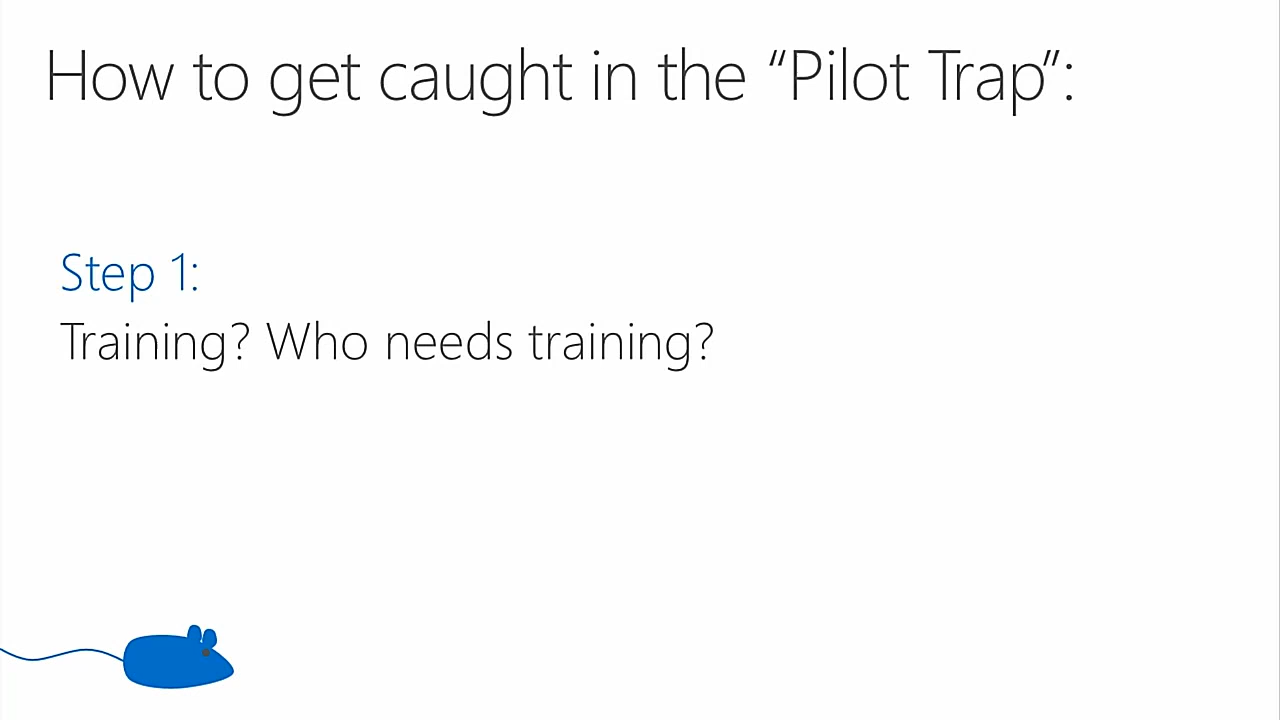 How to get caught in the “Pilot Trap”:
Step 1:
Training? Who needs training?